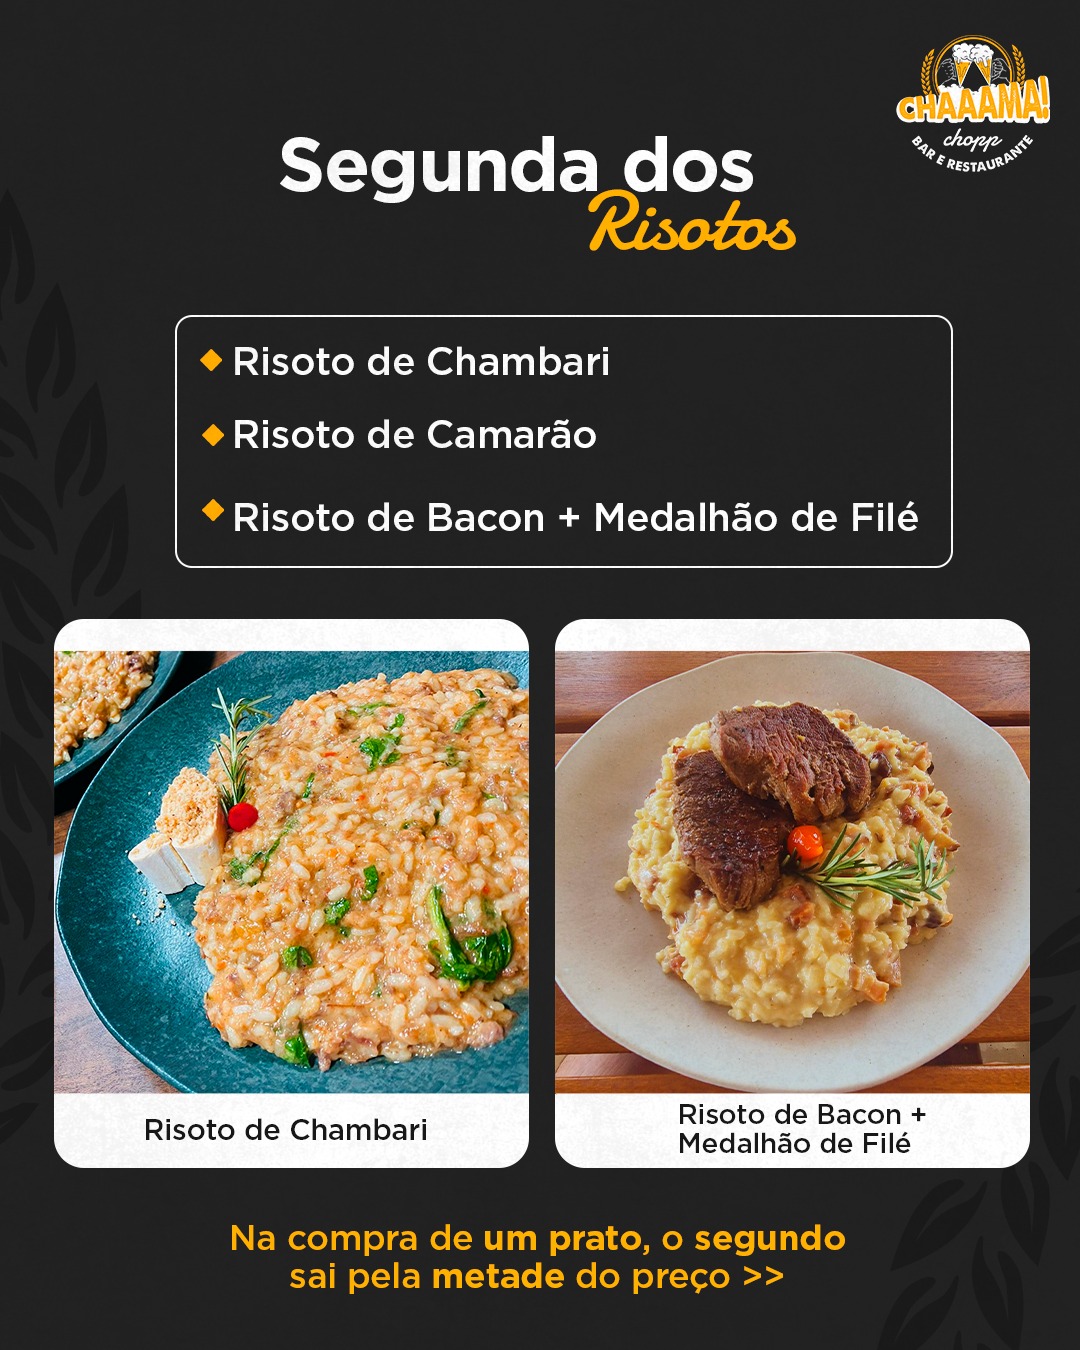 CHAAAMA!
chopp
BAR E RESTAURANTE
Segunda dos
Risotos
Risoto de Chambari
Risoto de Camarão
Risoto de Bacon + Medalhão de Filé
Risoto de Chambari
Risoto de Bacon +
Medalhão de Filé
Na compra de um prato, o segundo
sai pela metade do preço >>